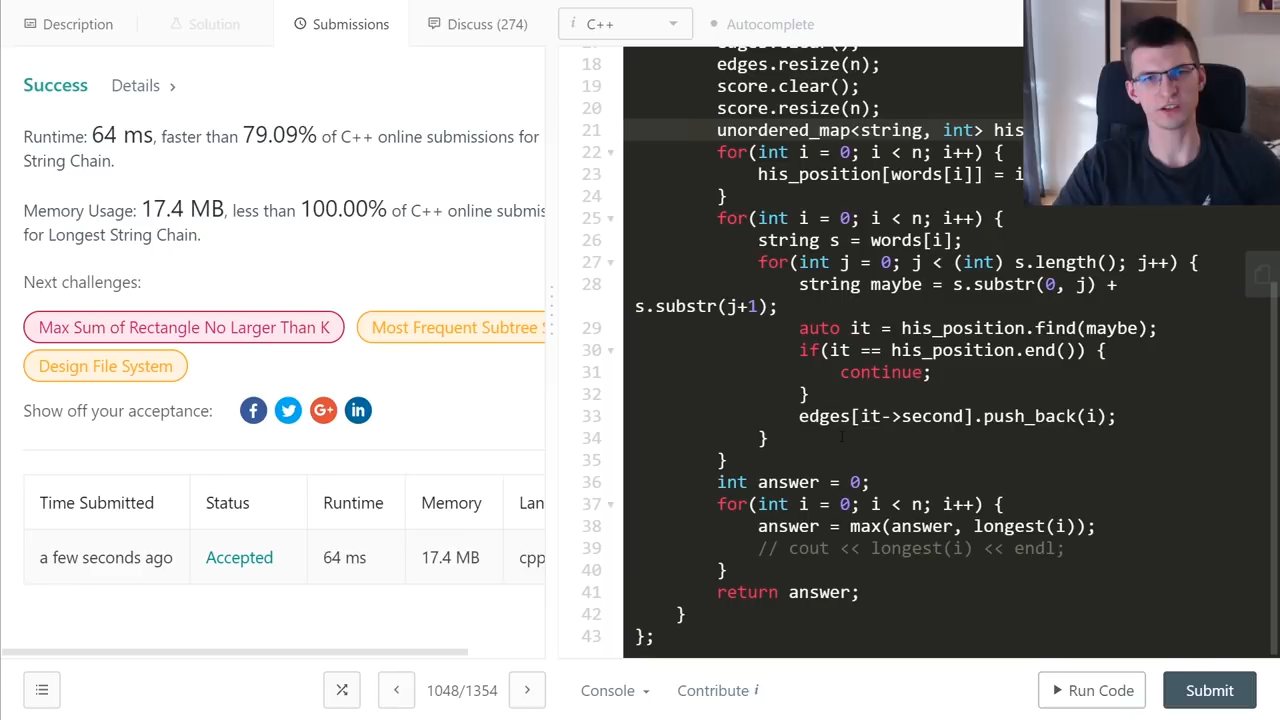 Description
Solution
Submissions
Discuss (274)
i C++
Autocomplete
Success
Details
Runtime: 64 ms, faster than 79.09% of C++ online submissions for
String Chain.
Memory Usage: 17.4 MB, less than 100.00% of C++ online submis
for Longest String Chain.
Next challenges:
Max Sum of Rectangle No Larger Than K
Most Frequent Subtree S
Design File System
Show off your acceptance:
Time Submitted Status Runtime Memory Lan
a few seconds ago Accepted 64 ms 17.4 MB cpp
1048/1354
edges.clear();
18 edges.resize(n);
19 score.clear();
20 score.resize(n);
21 unordered_map<string, int> his
22 for(int i = 0; i < n; i++) {
23 his_position[words[i]] = i
24 }
25 for(int i = 0; i < n; i++) {
26 string s = words[i];
27 for(int j = 0; j < (int) s.length(); j++) {
28 string maybe = s.substr(0, j) +
s.substr(j+1);
29 auto it = his_position.find(maybe);
30 if(it == his_position.end()) {
31 continue;
32 }
33 edges[it->second].push_back(i);
34 }
35 }
36 int answer = 0;
37 for(int i = 0; i < n; i++) {
38 answer = max(answer, longest(i));
39 // cout << longest(i) << endl;
40 }
41 return answer;
42 }
43 };
Console
Contribute i
Run Code
Submit